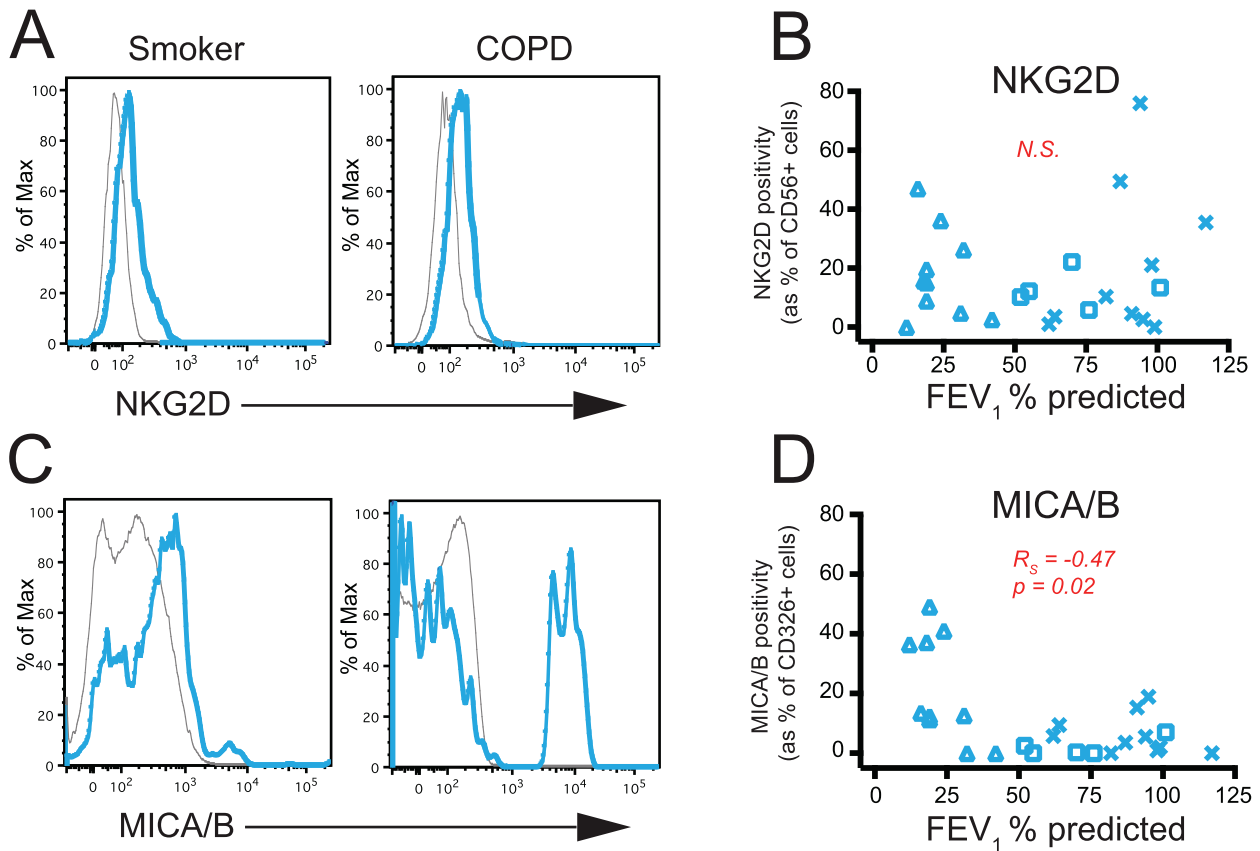 A
Smoker
COPD
% of Max
100
80
60
40
20
0
0 10² 10³ 10⁴ 10⁵
% of Max
100
80
60
40
20
0
0 10² 10³ 10⁴ 10⁵
NKG2D
B
NKG2D
N.S.
NKG2D positivity
(as % of CD56+ cells)
80
60
40
20
0
0 25 50 75 100 125
FEV₁ % predicted
C
% of Max
100
80
60
40
20
0
0 10² 10³ 10⁴ 10⁵
% of Max
100
80
60
40
20
0
0 10² 10³ 10⁴ 10⁵
MICA/B
D
MICA/B
Rₛ = -0.47
p = 0.02
MICA/B positivity
(as % of CD326+ cells)
80
60
40
20
0
0 25 50 75 100 125
FEV₁ % predicted